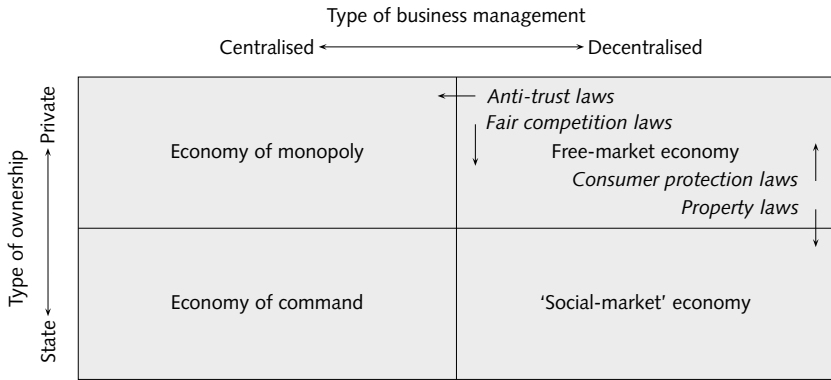 Type of business management
Centralised
Decentralised
Type of ownership
Private
State
Anti-trust laws
Fair competition laws
Economy of monopoly
Free-market economy
Consumer protection laws
Property laws
Economy of command
‘Social-market’ economy